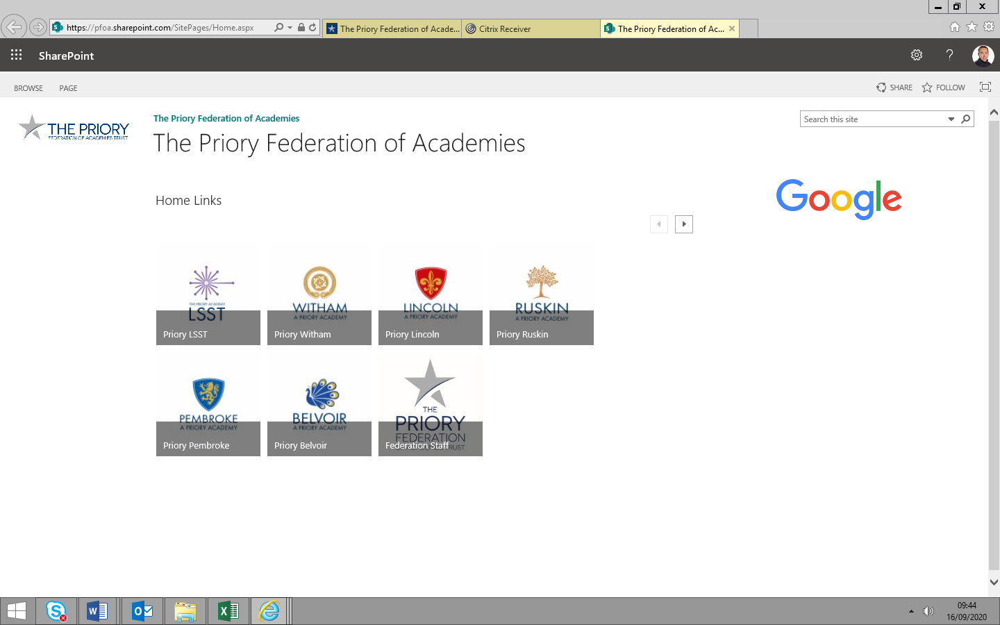 https://pfoa.sharepoint.com/SitePages/Home.aspx
The Priory Federation of Acade...
Citrix Receiver
The Priory Federation of Ac...
SharePoint
BROWSE
PAGE
SHARE
FOLLOW
THE PRIORY
FEDERATION OF ACADEMIES TRUST
The Priory Federation of Academies
The Priory Federation of Academies
Search this site
Home Links
Google
THE PRIORY ACADEMY
LSST
Priory LSST
WITHAM
A PRIORY ACADEMY
Priory Witham
LINCOLN
A PRIORY ACADEMY
Priory Lincoln
RUSKIN
A PRIORY ACADEMY
Priory Ruskin
PEMBROKE
A PRIORY ACADEMY
Priory Pembroke
BELVOIR
A PRIORY ACADEMY
Priory Belvoir
THE
PRIORY
FEDERATION
TRUST
Federation Staff
09:44
16/09/2020